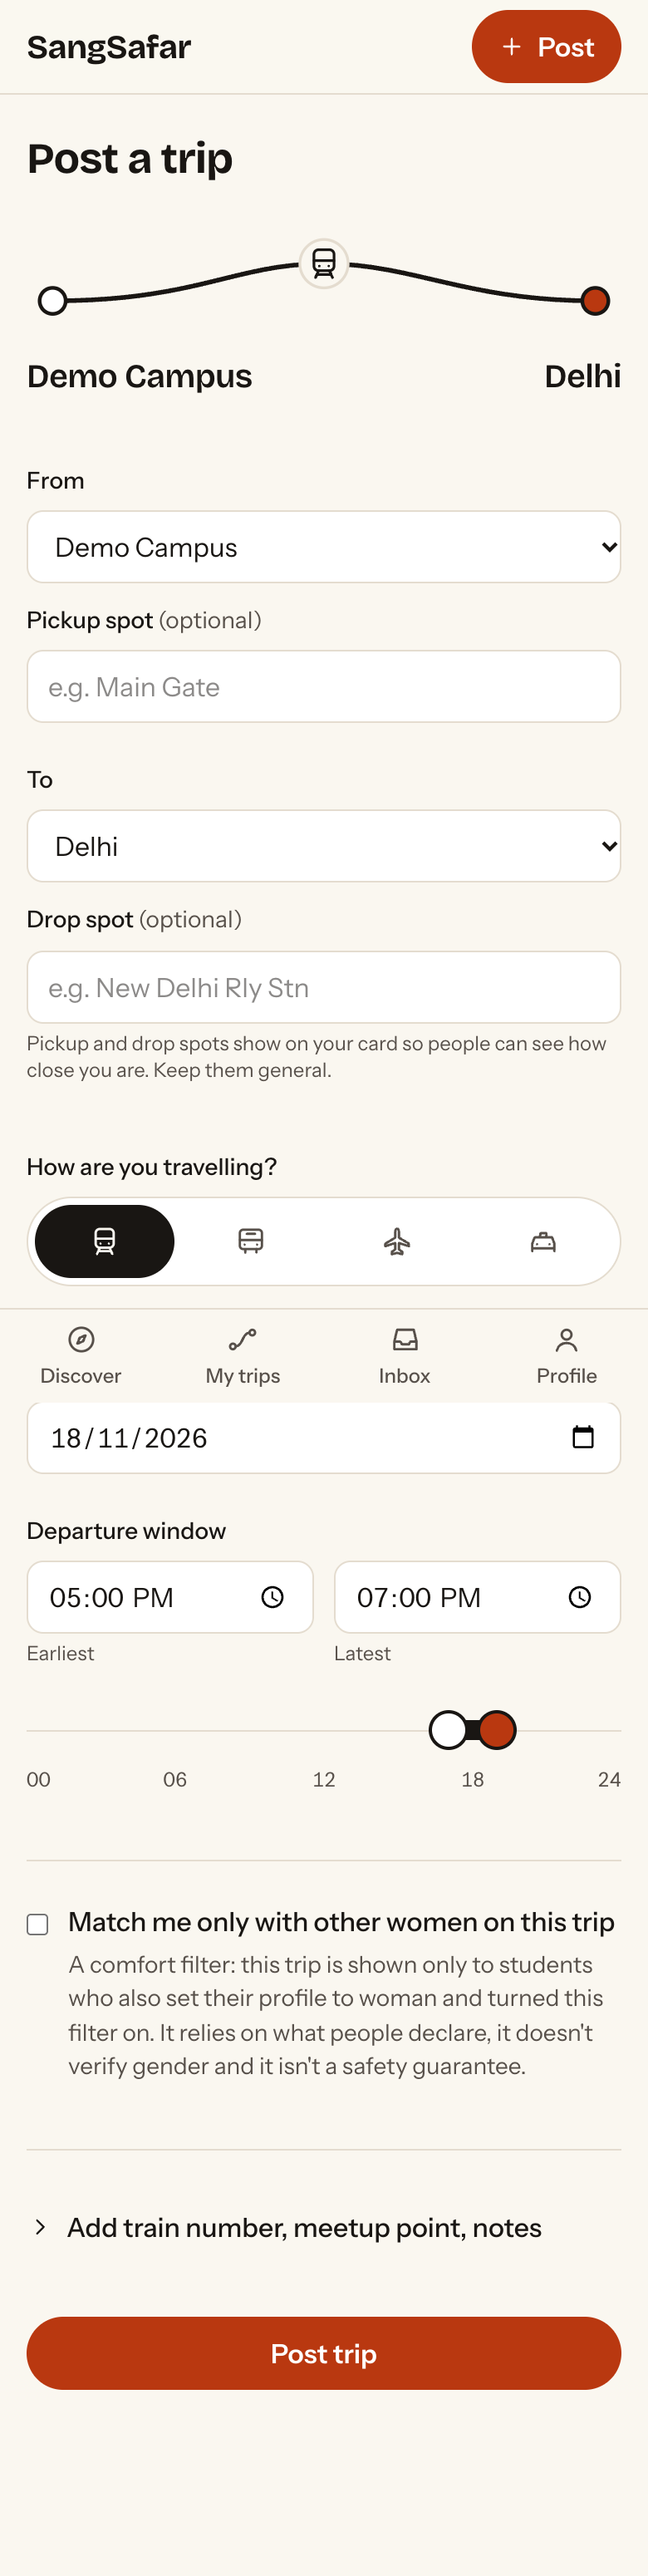 SangSafar
+ Post
Post a trip
Demo Campus
Delhi
From
Demo Campus
Pickup spot (optional)
e.g. Main Gate
To
Delhi
Drop spot (optional)
e.g. New Delhi Rly Stn
Pickup and drop spots show on your card so people can see how
close you are. Keep them general.
How are you travelling?
Discover
My trips
Inbox
Profile
18/11/2026
Departure window
05:00 PM
07:00 PM
Earliest
Latest
00 06 12 18 24
Match me only with other women on this trip
A comfort filter: this trip is shown only to students
who also set their profile to woman and turned this
filter on. It relies on what people declare, it doesn't
verify gender and it isn't a safety guarantee.
Add train number, meetup point, notes
Post trip